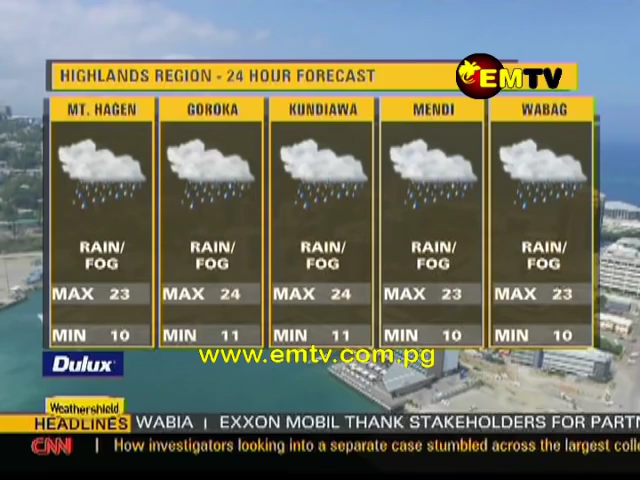 HIGHLANDS REGION - 24 HOUR FORECAST
EMTV
MT. HAGEN
RAIN/
FOG
MAX 23
MIN 10
GOROKA
RAIN/
FOG
MAX 24
MIN 11
KUNDIAWA
RAIN/
FOG
MAX 24
MIN 11
MENDI
RAIN/
FOG
MAX 23
MIN 10
WABAG
RAIN/
FOG
MAX 23
MIN 10
www.emtv.com.pg
Dulux
Weathershield
HEADLINES WABIA | EXXON MOBIL THANK STAKEHOLDERS FOR PARTN
CNN | How investigators looking into a separate case stumbled across the largest colle